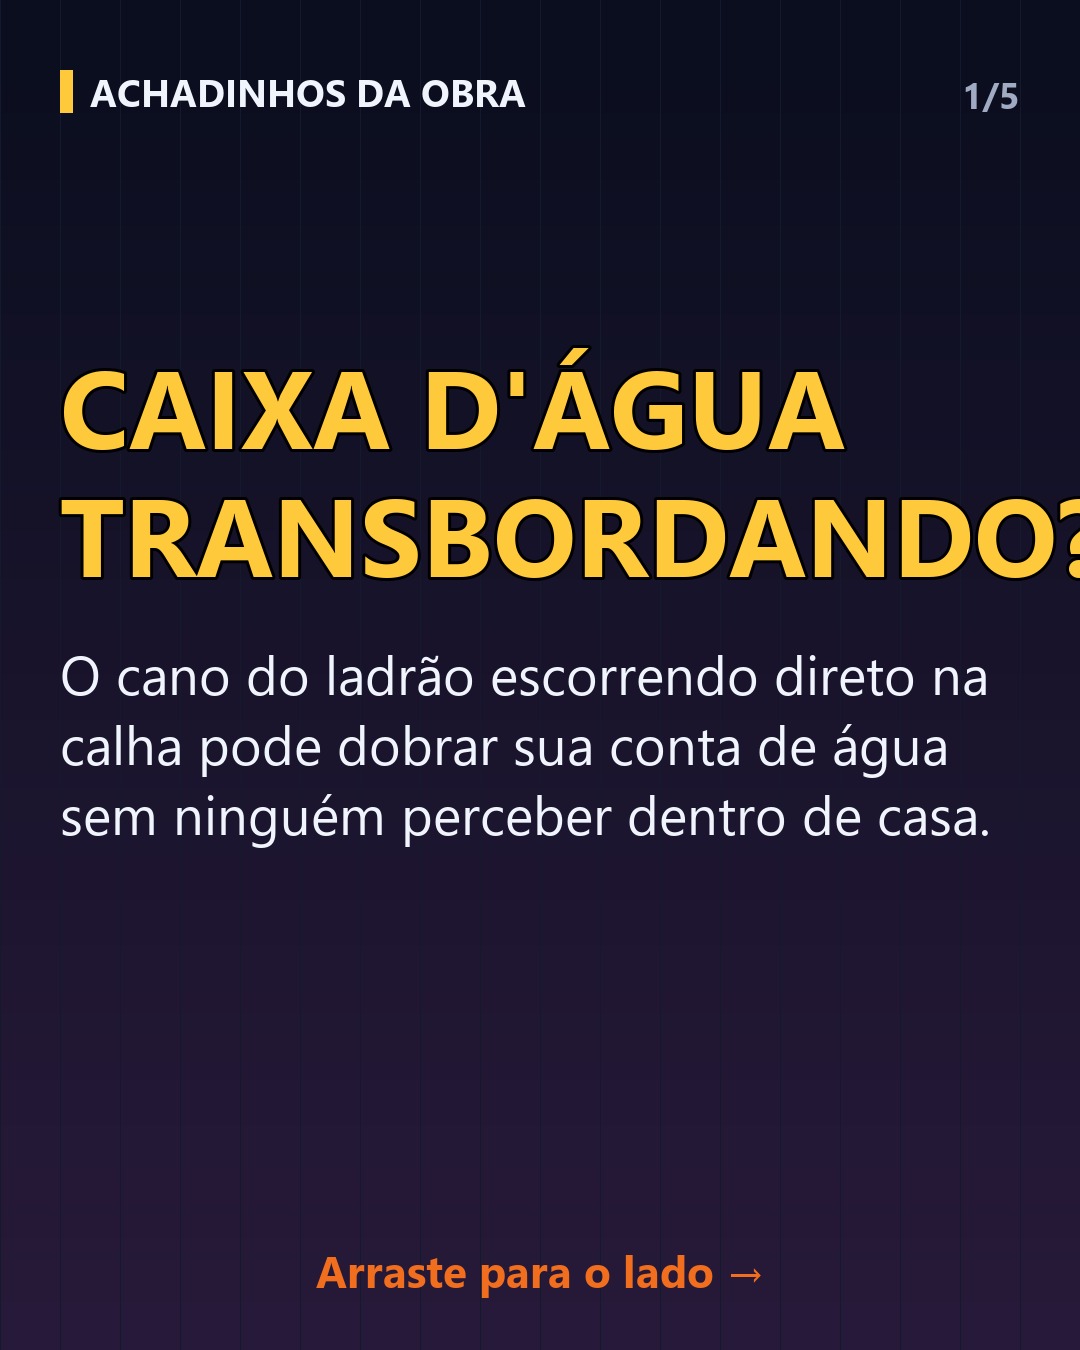 ACHADINHOS DA OBRA
1/5
CAIXA D'ÁGUA
TRANSBORDANDO?
O cano do ladrão escorrendo direto na
calha pode dobrar sua conta de água
sem ninguém perceber dentro de casa.
Arraste para o lado →